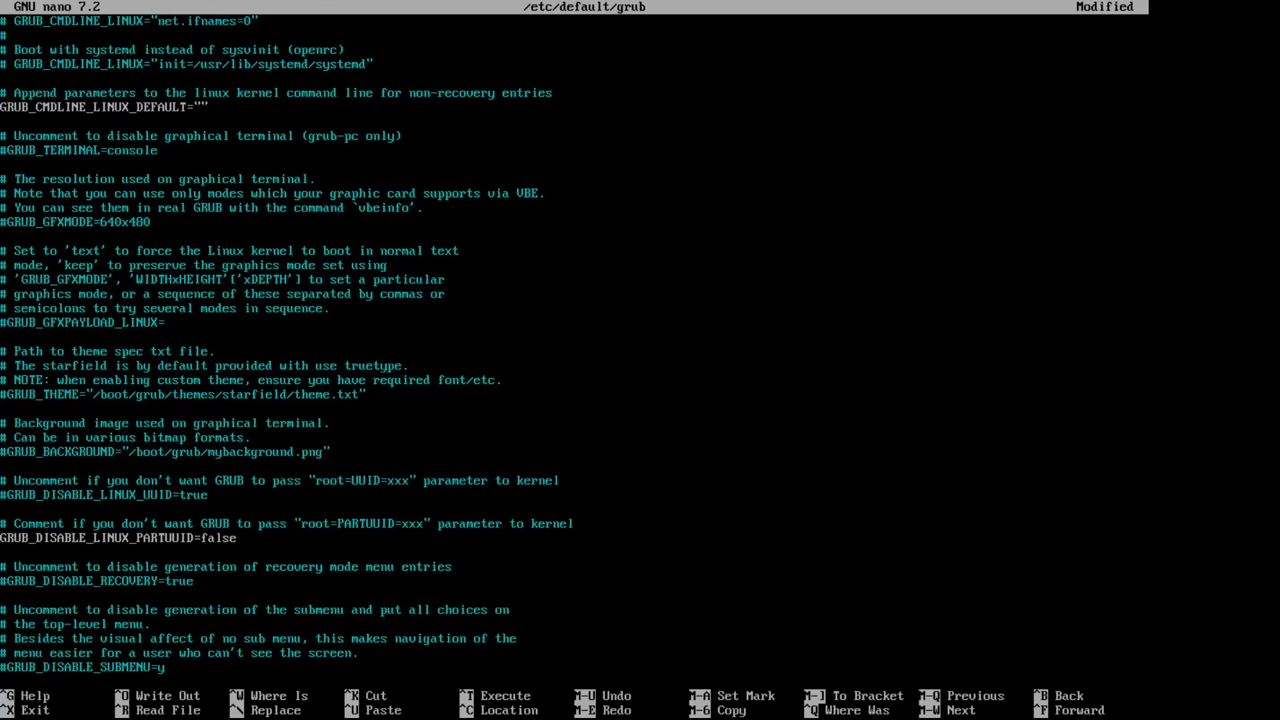 GNU nano 7.2 /etc/default/grub Modified
# GRUB_CMDLINE_LINUX="net.ifnames=0"
#
# Boot with systemd instead of sysvinit (openrc)
# GRUB_CMDLINE_LINUX="init=/usr/lib/systemd/systemd"
# Append parameters to the linux kernel command line for non-recovery entries
GRUB_CMDLINE_LINUX_DEFAULT=""
# Uncomment to disable graphical terminal (grub-pc only)
#GRUB_TERMINAL=console
# The resolution used on graphical terminal.
# Note that you can use only modes which your graphic card supports via VBE.
# You can see them in real GRUB with the command `vbeinfo'.
#GRUB_GFXMODE=640x480
# Set to 'text' to force the Linux kernel to boot in normal text
# mode, 'keep' to preserve the graphics mode set using
# 'GRUB_GFXMODE', 'WIDTHxHEIGHT'['xDEPTH'] to set a particular
# graphics mode, or a sequence of these separated by commas or
# semicolons to try several modes in sequence.
#GRUB_GFXPAYLOAD_LINUX=
# Path to theme spec txt file.
# The starfield is by default provided with use truetype.
# NOTE: when enabling custom theme, ensure you have required font/etc.
#GRUB_THEME="/boot/grub/themes/starfield/theme.txt"
# Background image used on graphical terminal.
# Can be in various bitmap formats.
#GRUB_BACKGROUND="/boot/grub/mybackground.png"
# Uncomment if you don't want GRUB to pass "root=UUID=xxx" parameter to kernel
#GRUB_DISABLE_LINUX_UUID=true
# Comment if you don't want GRUB to pass "root=PARTUUID=xxx" parameter to kernel
GRUB_DISABLE_LINUX_PARTUUID=false
# Uncomment to disable generation of recovery mode menu entries
#GRUB_DISABLE_RECOVERY=true
# Uncomment to disable generation of the submenu and put all choices on
# the top-level menu.
# Besides the visual affect of no sub menu, this makes navigation of the
# menu easier for a user who can't see the screen.
#GRUB_DISABLE_SUBMENU=y
^G Help ^O Write Out ^W Where Is ^K Cut ^T Execute M-U Undo M-A Set Mark M-] To Bracket M-Q Previous ^B Back
^X Exit ^R Read File ^\ Replace ^U Paste ^C Location M-E Redo M-6 Copy ^Q Where Was M-W Next ^F Forward